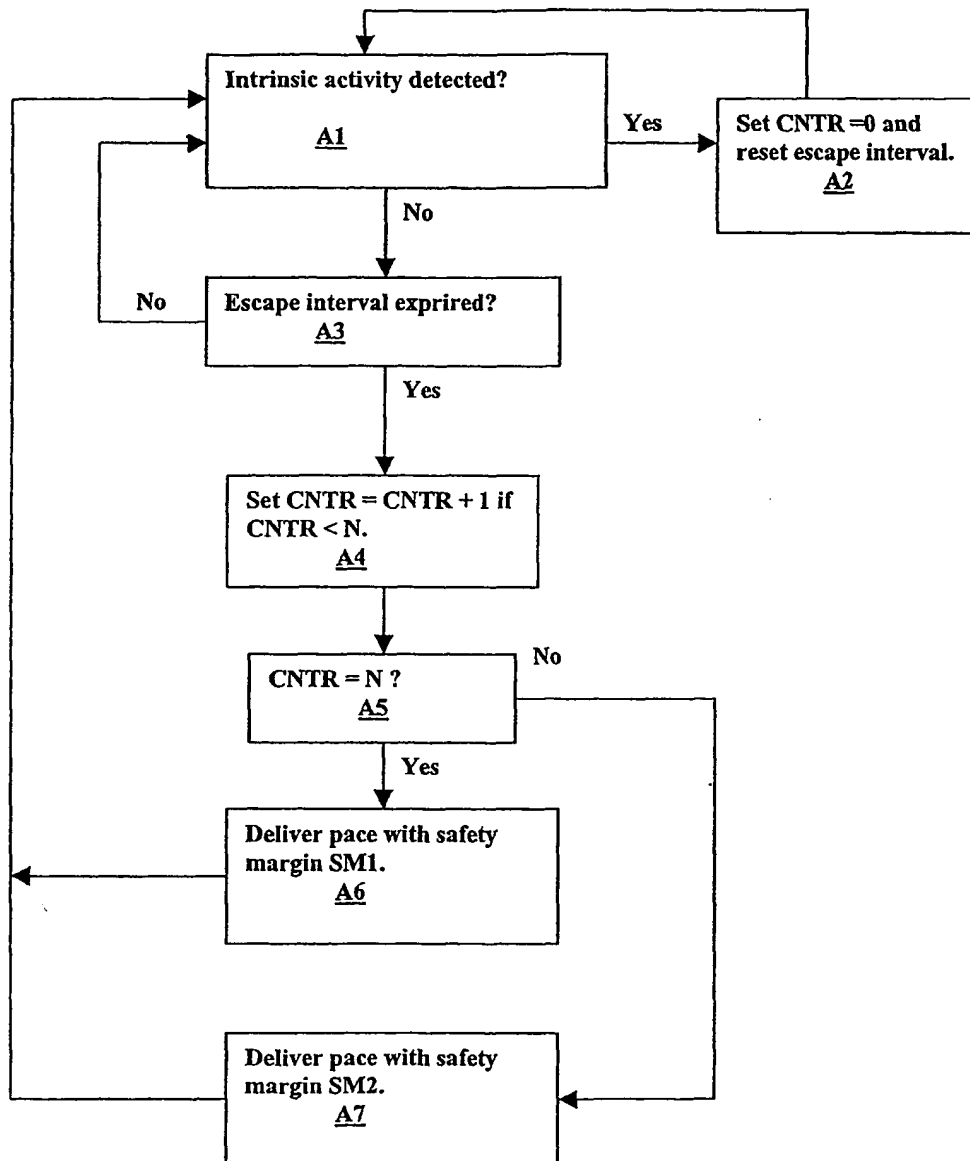 Intrinsic activity detected?
A1
Yes
Set CNTR =0 and
reset escape interval.
A2
No
No
Escape interval exprired?
A3
Yes
Set CNTR = CNTR + 1 if
CNTR < N.
A4
No
CNTR = N ?
A5
Yes
Deliver pace with safety
margin SM1.
A6
Deliver pace with safety
margin SM2.
A7